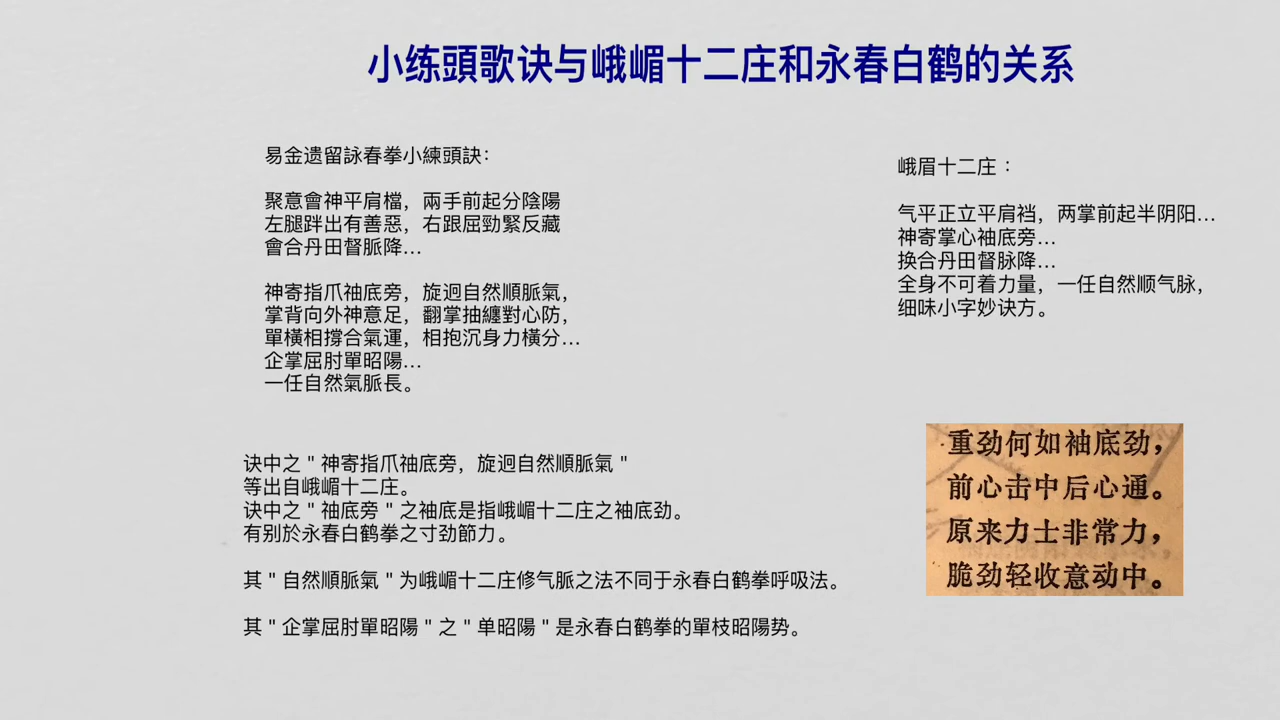 小练頭歌诀与峨嵋十二庄和永春白鹤的关系
易金遗留詠春拳小練頭訣：
聚意會神平肩檔，兩手前起分陰陽
左腿跘出有善惡，右跟屈勁緊反藏
會合丹田督脈降…
神寄指爪袖底旁，旋迥自然順脈氣，
掌背向外神意足，翻掌抽纏對心防，
單橫相撐合氣運，相抱沉身力橫分…
企掌屈肘單昭陽…
一任自然氣脈長。
峨眉十二庄：
气平正立平肩裆，两掌前起半阴阳…
神寄掌心袖底旁…
换合丹田督脉降…
全身不可着力量，一任自然顺气脉，
细味小字妙诀方。
重劲何如袖底劲，
前心击中后心通。
原来力士非常力，
脆劲轻收意动中。
诀中之＂神寄指爪袖底旁，旋迥自然順脈氣＂
等出自峨嵋十二庄。
诀中之＂袖底旁＂之袖底是指峨嵋十二庄之袖底劲。
有别於永春白鹤拳之寸劲節力。
其＂自然順脈氣＂为峨嵋十二庄修气脉之法不同于永春白鹤拳呼吸法。
其＂企掌屈肘單昭陽＂之＂单昭陽＂是永春白鹤拳的單枝昭陽势。